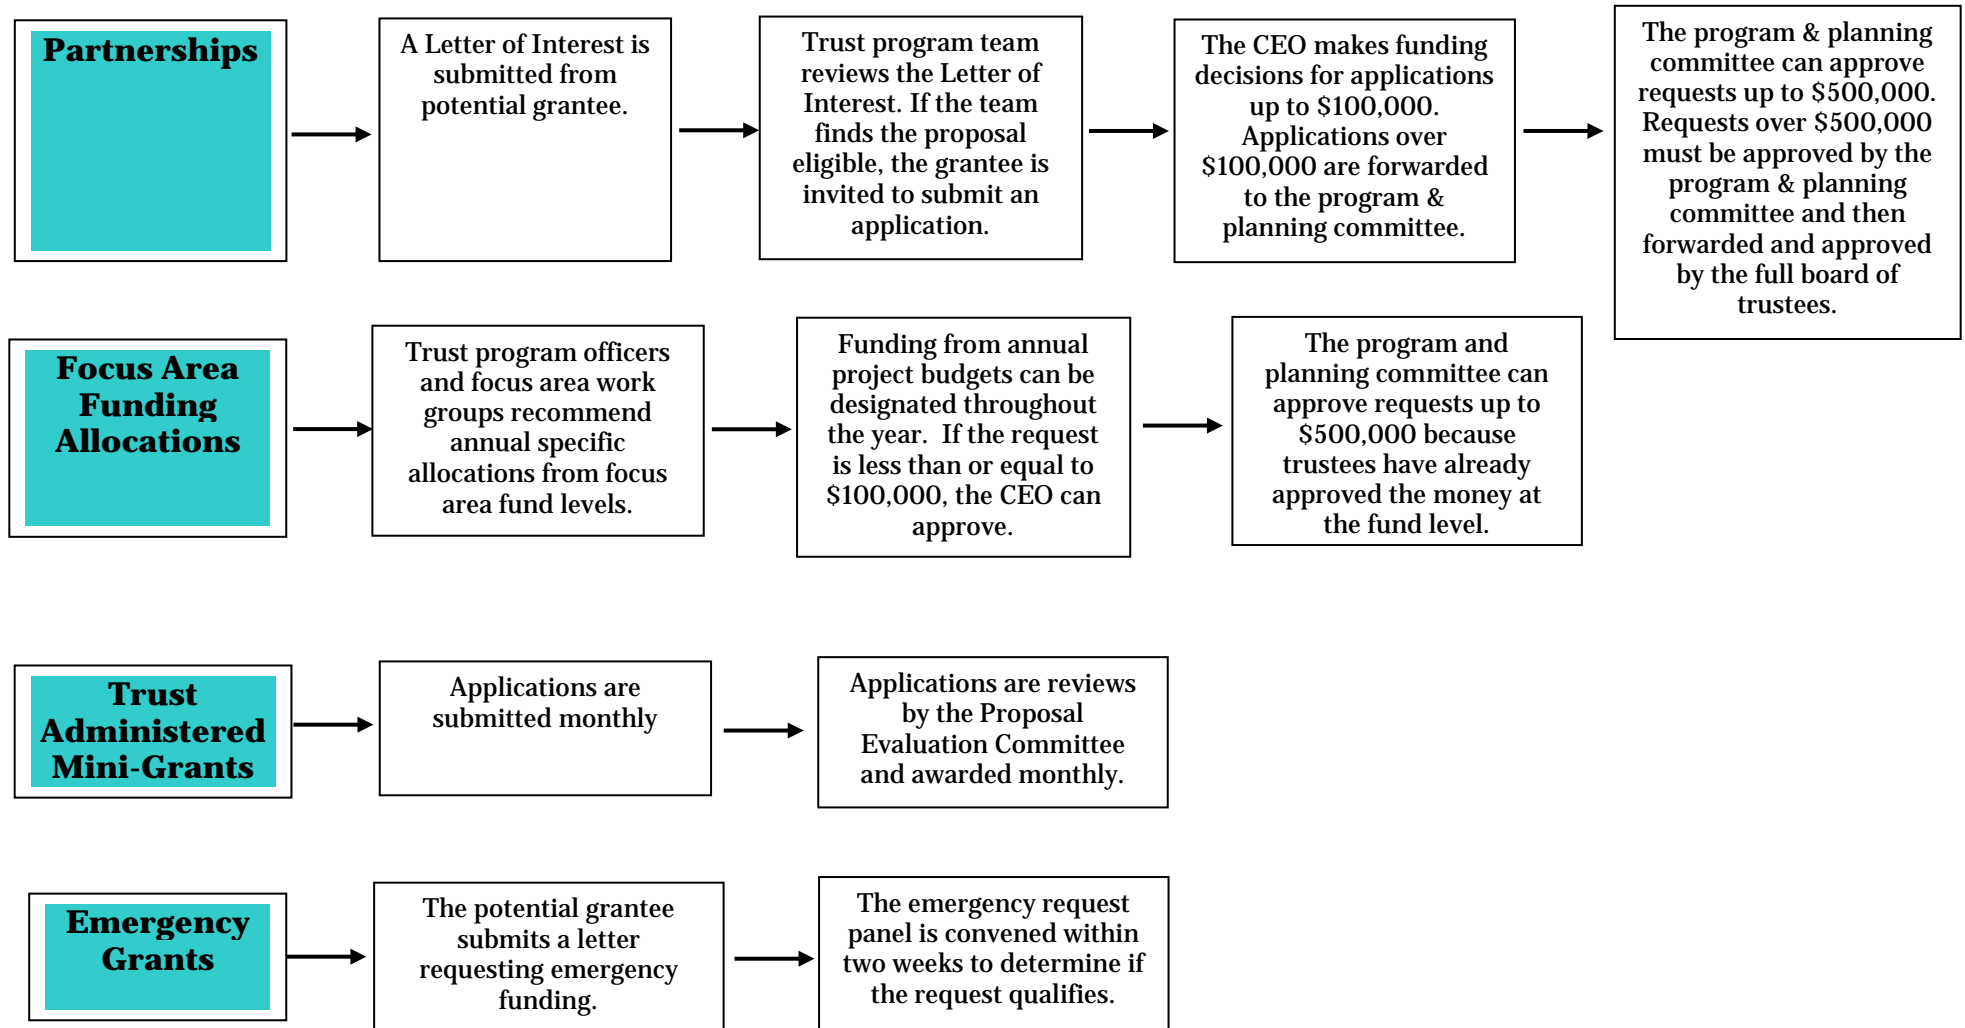 Partnerships
A Letter of Interest is
submitted from
potential grantee.
Trust program team
reviews the Letter of
Interest. If the team
finds the proposal
eligible, the grantee is
invited to submit an
application.
The CEO makes funding
decisions for applications
up to $100,000.
Applications over
$100,000 are forwarded
to the program &
planning committee.
The program & planning
committee can approve
requests up to $500,000.
Requests over $500,000
must be approved by the
program & planning
committee and then
forwarded and approved
by the full board of
trustees.
Focus Area
Funding
Allocations
Trust program officers
and focus area work
groups recommend
annual specific
allocations from focus
area fund levels.
Funding from annual
project budgets can be
designated throughout
the year.  If the request
is less than or equal to
$100,000, the CEO can
approve.
The program and
planning committee can
approve requests up to
$500,000 because
trustees have already
approved the money at
the fund level.
Trust
Administered
Mini-Grants
Applications are
submitted monthly
Applications are reviews
by the Proposal
Evaluation Committee
and awarded monthly.
Emergency
Grants
The potential grantee
submits a letter
requesting emergency
funding.
The emergency request
panel is convened within
two weeks to determine if
the request qualifies.